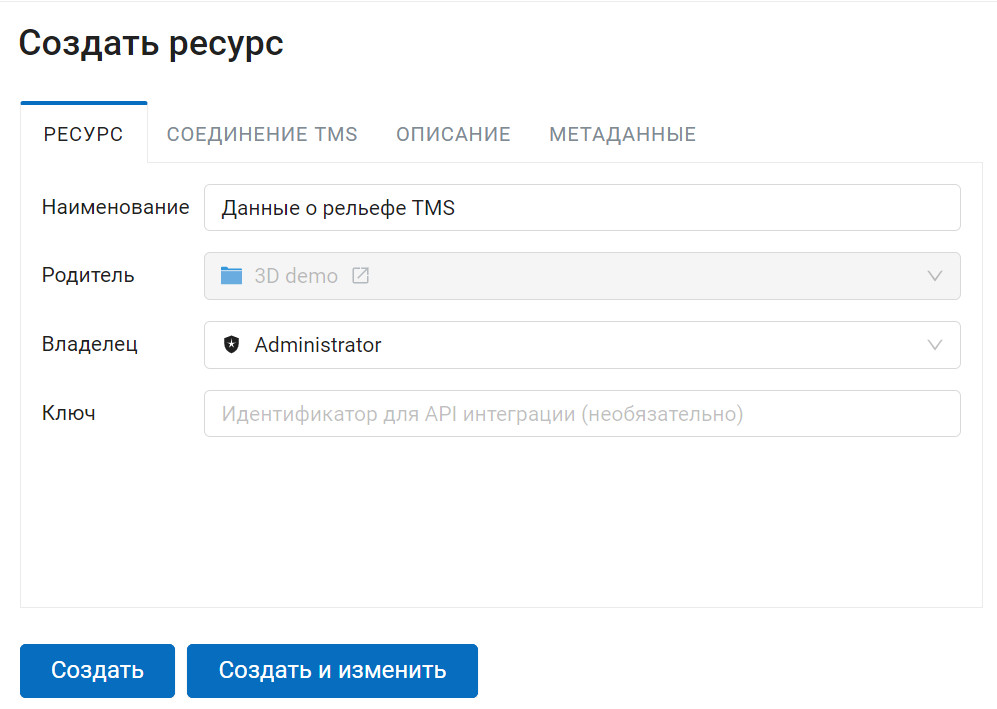 Создать ресурс
РЕСУРС СОЕДИНЕНИЕ TMS ОПИСАНИЕ МЕТАДАННЫЕ
Наименование Данные о рельефе TMS
Родитель 3D demo
Владелец Administrator
Ключ Идентификатор для API интеграции (необязательно)
Создать Создать и изменить